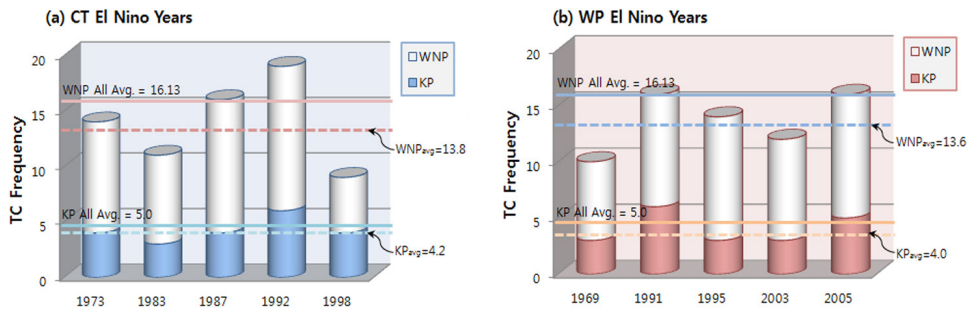 (a) CT El Nino Years
WNP
KP
TC Frequency
20
15
10
5
0
WNP All Avg. = 16.13
WNPavg=13.8
KP All Avg. = 5.0
KPavg=4.2
1973 1983 1987 1992 1998
(b) WP El Nino Years
WNP
KP
TC Frequency
20
15
10
5
0
WNP All Avg. = 16.13
WNPavg=13.6
KP All Avg. = 5.0
KPavg=4.0
1969 1991 1995 2003 2005